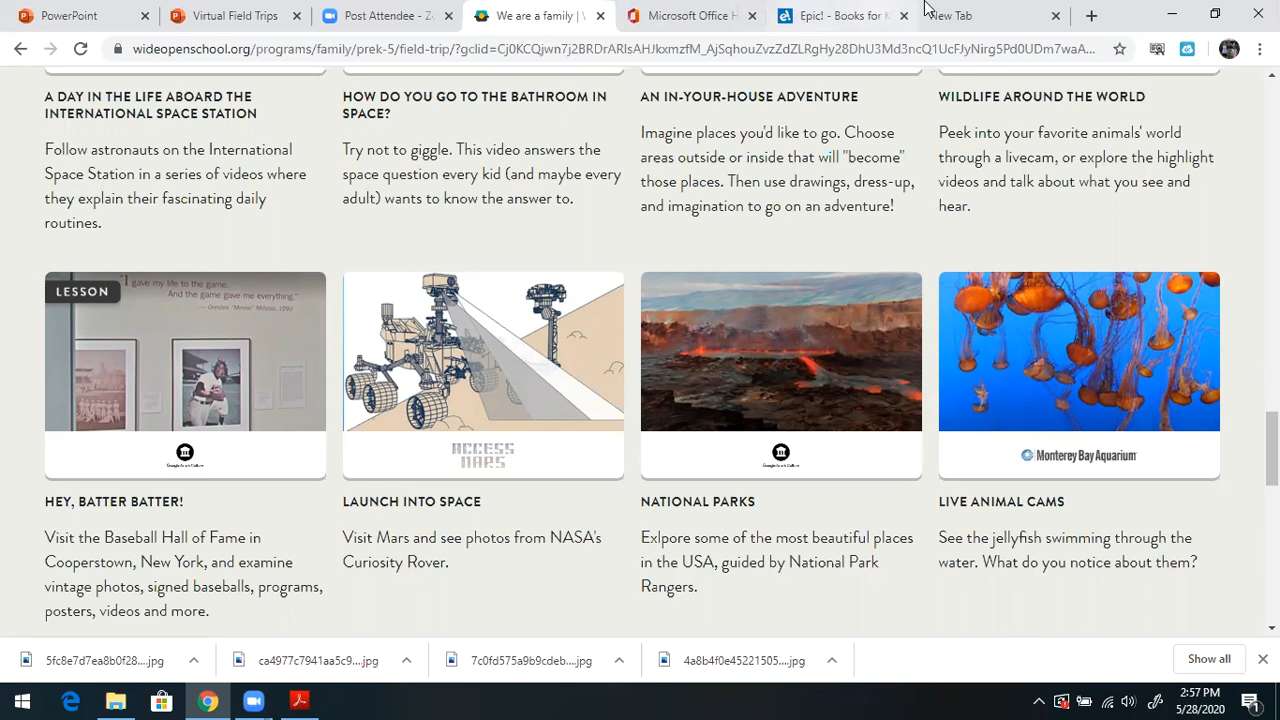 PowerPoint
Virtual Field Trips
Post Attendee - Z
We are a family | 
Microsoft Office H
Epic! - Books for K
New Tab
wideopenschool.org/programs/family/prek-5/field-trip/?gclid=Cj0KCQjwn7j2BRDrARIsAHJkxmzfM_AjSqhouZvzZdZLRgHy28DhU3Md3ncQ1UcFJyNirg5Pd0UDm7waA...
A DAY IN THE LIFE ABOARD THE
INTERNATIONAL SPACE STATION
Follow astronauts on the International
Space Station in a series of videos where
they explain their fascinating daily
routines.
HOW DO YOU GO TO THE BATHROOM IN
SPACE?
Try not to giggle. This video answers the
space question every kid (and maybe every
adult) wants to know the answer to.
AN IN-YOUR-HOUSE ADVENTURE
Imagine places you'd like to go. Choose
areas outside or inside that will "become"
those places. Then use drawings, dress-up,
and imagination to go on an adventure!
WILDLIFE AROUND THE WORLD
Peek into your favorite animals' world
through a livecam, or explore the highlight
videos and talk about what you see and
hear.
LESSON
"I gave my life to the game.
And the game gave me everything."
Google Arts & Culture
ACCESS
MARS
Google Arts & Culture
Monterey Bay Aquarium
HEY, BATTER BATTER!
Visit the Baseball Hall of Fame in
Cooperstown, New York, and examine
vintage photos, signed baseballs, programs,
posters, videos and more.
LAUNCH INTO SPACE
Visit Mars and see photos from NASA's
Curiosity Rover.
NATIONAL PARKS
Exlpore some of the most beautiful places
in the USA, guided by National Park
Rangers.
LIVE ANIMAL CAMS
See the jellyfish swimming through the
water. What do you notice about them?
5fc8e7d7ea8b0f28....jpg
ca4977c7941aa5c9....jpg
7c0fd575a9b9cdeb....jpg
4a8b4f0e45221505....jpg
Show all
2:57 PM
5/28/2020
1